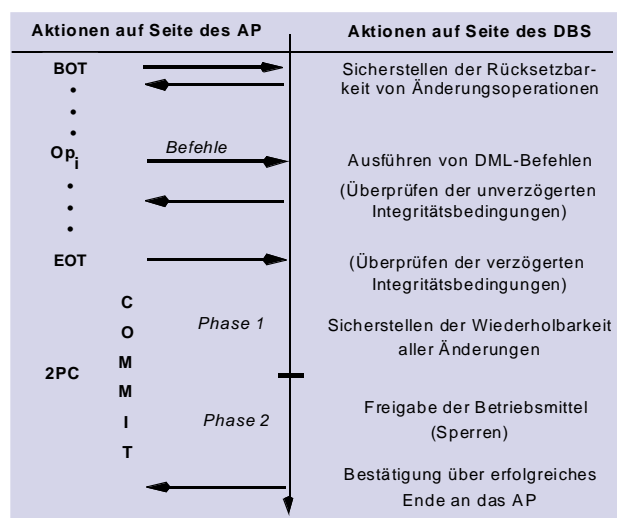 Aktionen auf Seite des AP
Aktionen auf Seite des DBS
BOT
Sicherstellen der Rücksetzbar-
keit von Änderungsoperationen
Befehle
Opi
Ausführen von DML-Befehlen
(Überprüfen der unverzögerten
Integritätsbedingungen)
EOT
(Überprüfen der verzögerten
Integritätsbedingungen)
C
O
M
M
I
T
Phase 1
Sicherstellen der Wiederholbarkeit
aller Änderungen
2PC
Phase 2
Freigabe der Betriebsmittel
(Sperren)
Bestätigung über erfolgreiches
Ende an das AP